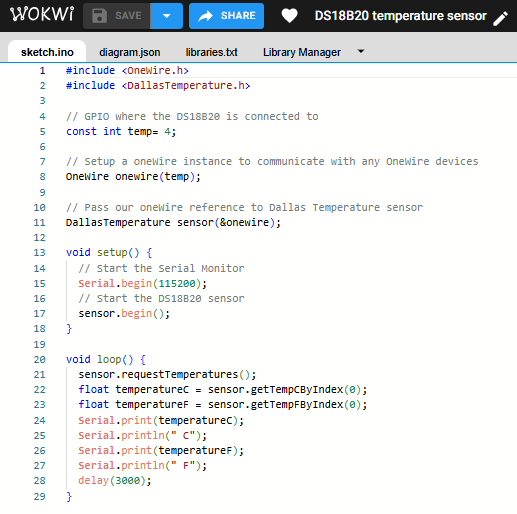 WOKWI SAVE SHARE DS18B20 temperature sensor
sketch.ino diagram.json libraries.txt Library Manager
1 #include <OneWire.h>
2 #include <DallasTemperature.h>
3
4 // GPIO where the DS18B20 is connected to
5 const int temp= 4;
6
7 // Setup a oneWire instance to communicate with any OneWire devices
8 OneWire onewire(temp);
9
10 // Pass our oneWire reference to Dallas Temperature sensor
11 DallasTemperature sensor(&onewire);
12
13 void setup() {
14 // Start the Serial Monitor
15 Serial.begin(115200);
16 // Start the DS18B20 sensor
17 sensor.begin();
18 }
19
20 void loop() {
21 sensor.requestTemperatures();
22 float temperatureC = sensor.getTempCByIndex(0);
23 float temperatureF = sensor.getTempFByIndex(0);
24 Serial.print(temperatureC);
25 Serial.println(" C");
26 Serial.print(temperatureF);
27 Serial.println(" F");
28 delay(3000);
29 }